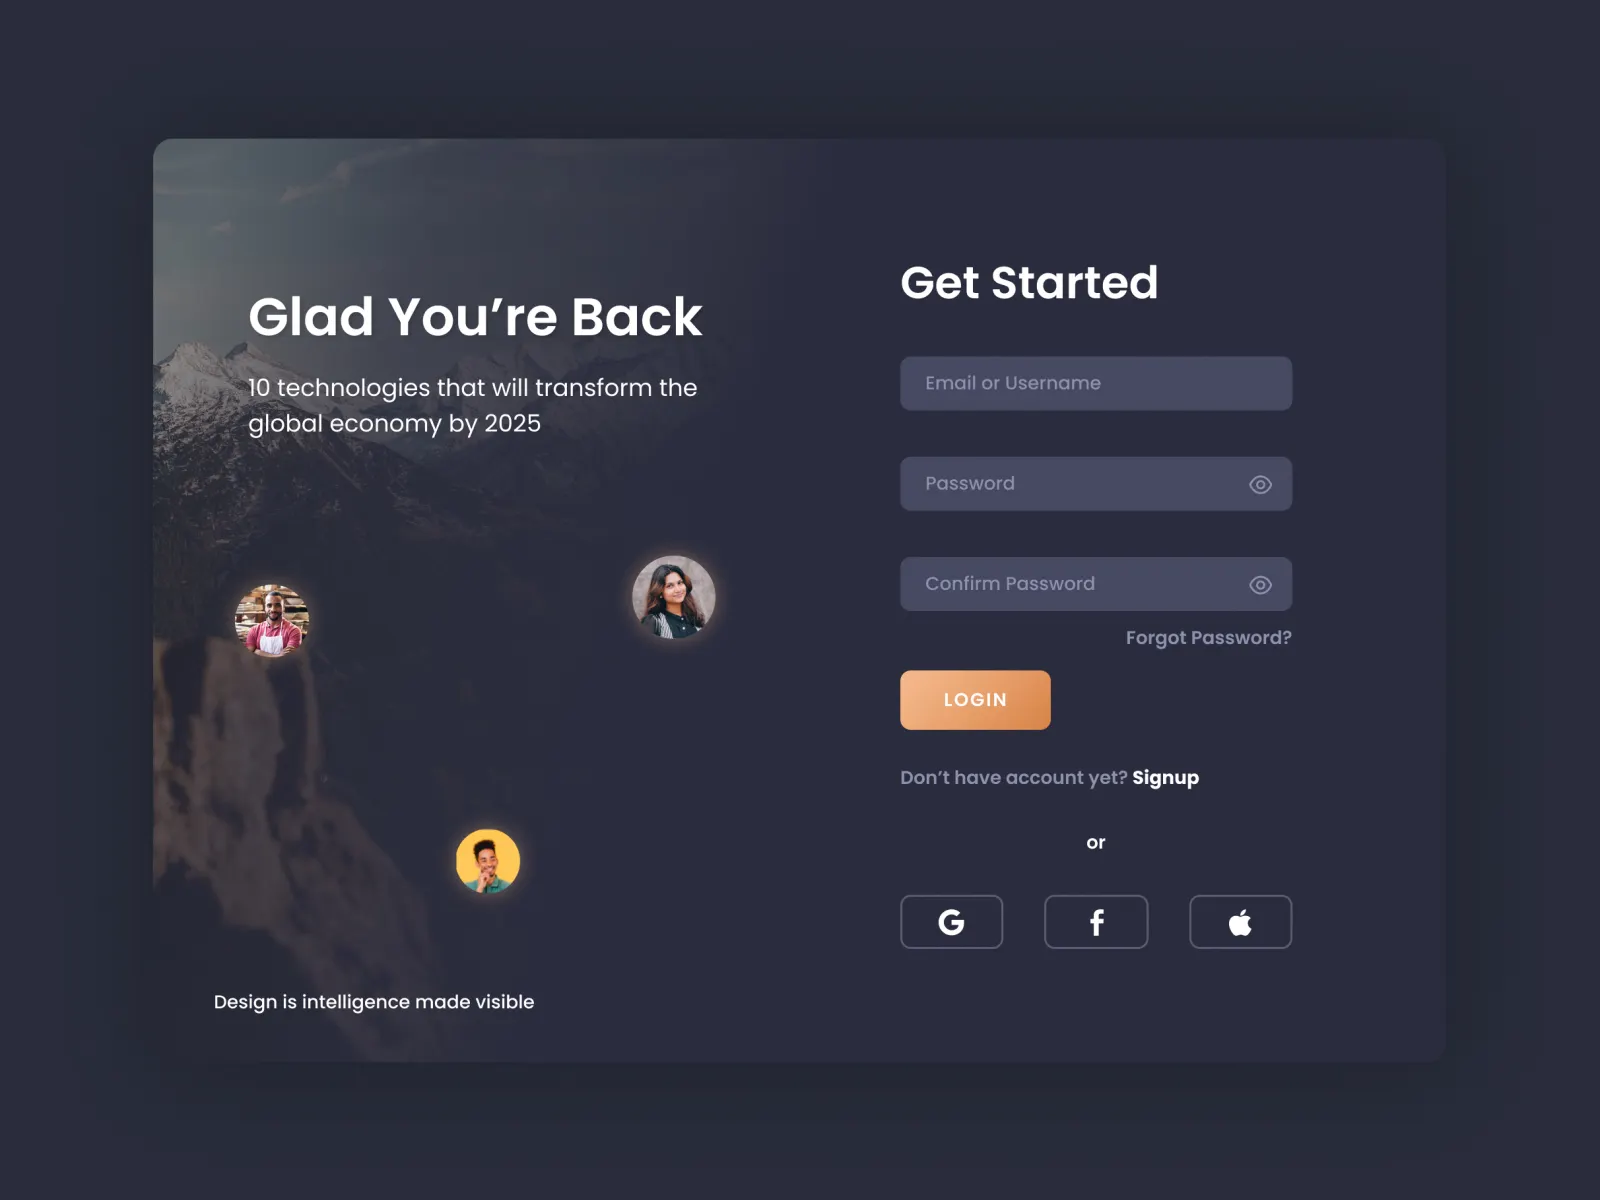 Glad You’re Back
10 technologies that will transform the
global economy by 2025
Design is intelligence made visible
Get Started
Email or Username
Password
Confirm Password
Forgot Password?
LOGIN
Don’t have account yet? Signup
or